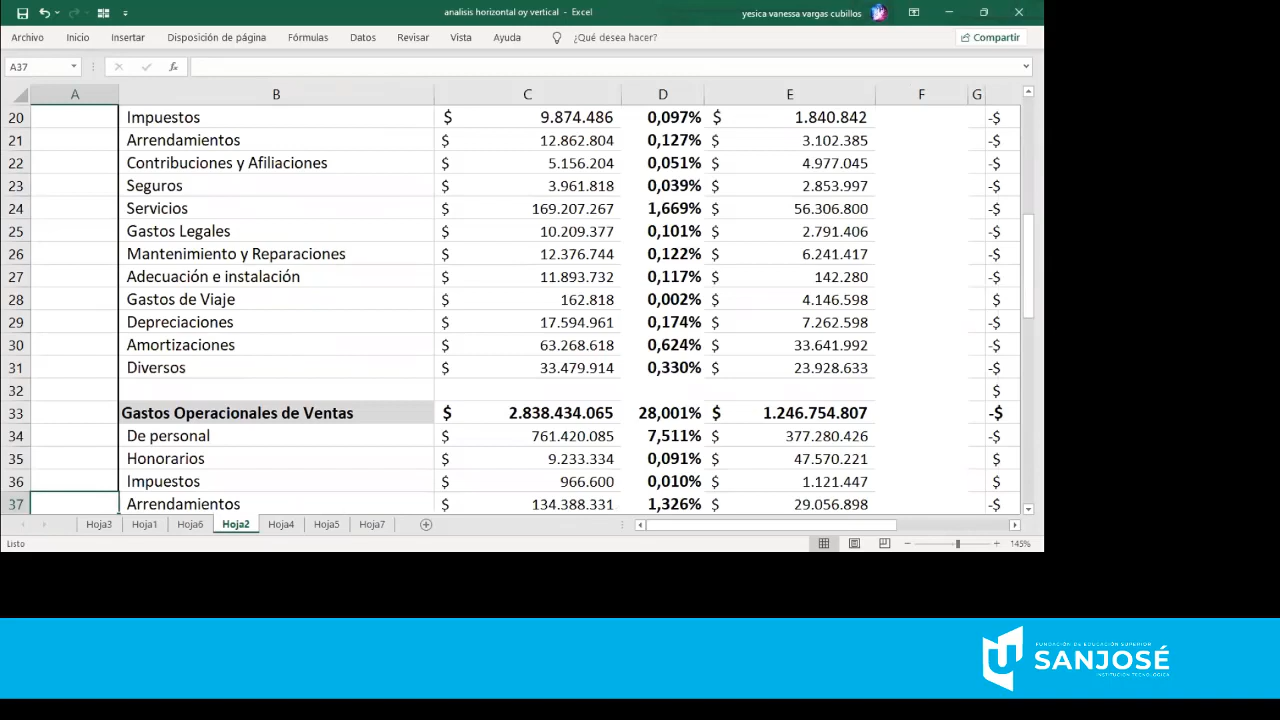 analisis horizontal oy vertical - Excel
yesica vanessa vargas cubillos
Archivo Inicio Insertar Disposición de página Fórmulas Datos Revisar Vista Ayuda ¿Qué desea hacer? Compartir
A37 fx
A B C D E F G
20 Impuestos $ 9.874.486 0,097% $ 1.840.842 -$
21 Arrendamientos $ 12.862.804 0,127% $ 3.102.385 -$
22 Contribuciones y Afiliaciones $ 5.156.204 0,051% $ 4.977.045 -$
23 Seguros $ 3.961.818 0,039% $ 2.853.997 -$
24 Servicios $ 169.207.267 1,669% $ 56.306.800 -$
25 Gastos Legales $ 10.209.377 0,101% $ 2.791.406 -$
26 Mantenimiento y Reparaciones $ 12.376.744 0,122% $ 6.241.417 -$
27 Adecuación e instalación $ 11.893.732 0,117% $ 142.280 -$
28 Gastos de Viaje $ 162.818 0,002% $ 4.146.598 $
29 Depreciaciones $ 17.594.961 0,174% $ 7.262.598 -$
30 Amortizaciones $ 63.268.618 0,624% $ 33.641.992 -$
31 Diversos $ 33.479.914 0,330% $ 23.928.633 -$
32 $
33 Gastos Operacionales de Ventas $ 2.838.434.065 28,001% $ 1.246.754.807 -$
34 De personal $ 761.420.085 7,511% $ 377.280.426 -$
35 Honorarios $ 9.233.334 0,091% $ 47.570.221 $
36 Impuestos $ 966.600 0,010% $ 1.121.447 $
37 Arrendamientos $ 134.388.331 1,326% $ 29.056.898 -$
Hoja3 Hoja1 Hoja6 Hoja2 Hoja4 Hoja5 Hoja7
Listo 145%
FUNDACIÓN DE EDUCACIÓN SUPERIOR
SANJOSÉ
INSTITUCIÓN TECNOLÓGICA